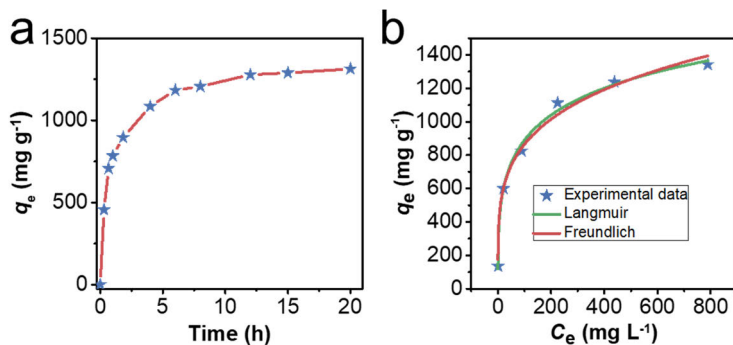 a
1500
1000
500
0
qe (mg g-1)
0 5 10 15 20
Time (h)
b
1400
1200
1000
800
600
400
200
0
qe (mg g-1)
Experimental data
Langmuir
Freundlich
0 200 400 600 800
Ce (mg L-1)